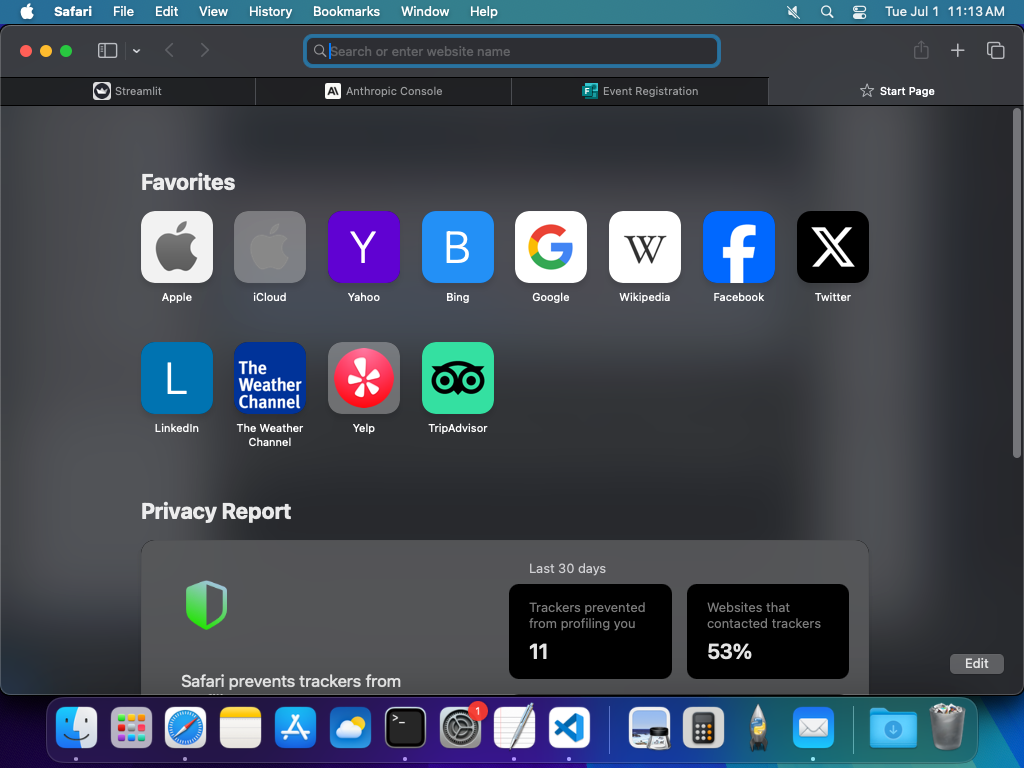 Safari File Edit View History Bookmarks Window Help Tue Jul 1 11:13 AM
Search or enter website name
Streamlit
Anthropic Console
Event Registration
Start Page
Favorites
Y
B
W
L
The
Weather
Channel
Apple
iCloud
Yahoo
Bing
Google
Wikipedia
Facebook
Twitter
LinkedIn
The Weather
Channel
Yelp
TripAdvisor
Privacy Report
Last 30 days
Trackers prevented
from profiling you
11
Websites that
contacted trackers
53%
Safari prevents trackers from
Edit
1